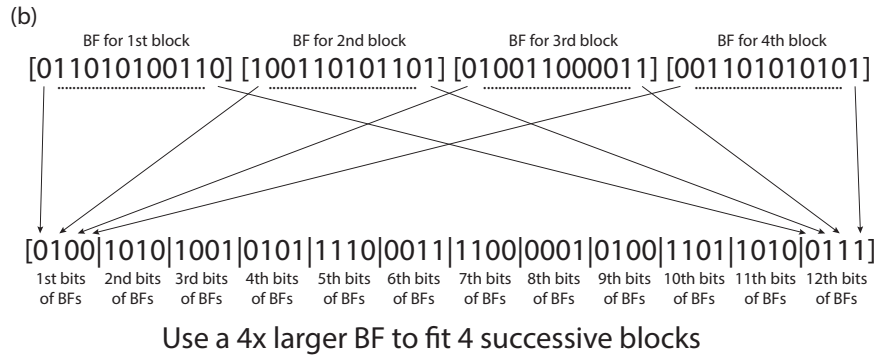 (b)
BF for 1st block BF for 2nd block BF for 3rd block BF for 4th block
[011010100110] [100110101101] [010011000011] [001101010101]
[0100|1010|1001|0101|1110|0011|1100|0001|0100|1101|1010|0111]
1st bits 2nd bits 3rd bits 4th bits 5th bits 6th bits 7th bits 8th bits 9th bits 10th bits 11th bits 12th bits
of BFs of BFs of BFs of BFs of BFs of BFs of BFs of BFs of BFs of BFs of BFs of BFs
Use a 4x larger BF to fit 4 successive blocks